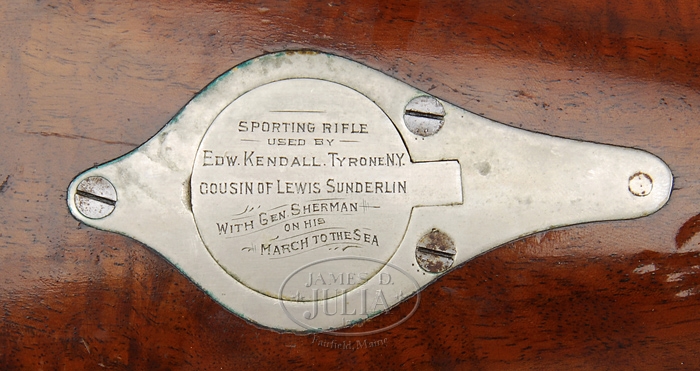 SPORTING RIFLE
USED BY
EDW. KENDALL. TYRONE N.Y.
COUSIN OF LEWIS SUNDERLIN
WITH GEN. SHERMAN
ON HIS
MARCH TO THE SEA
JAMES D.
JULIA
Fairfield, Maine